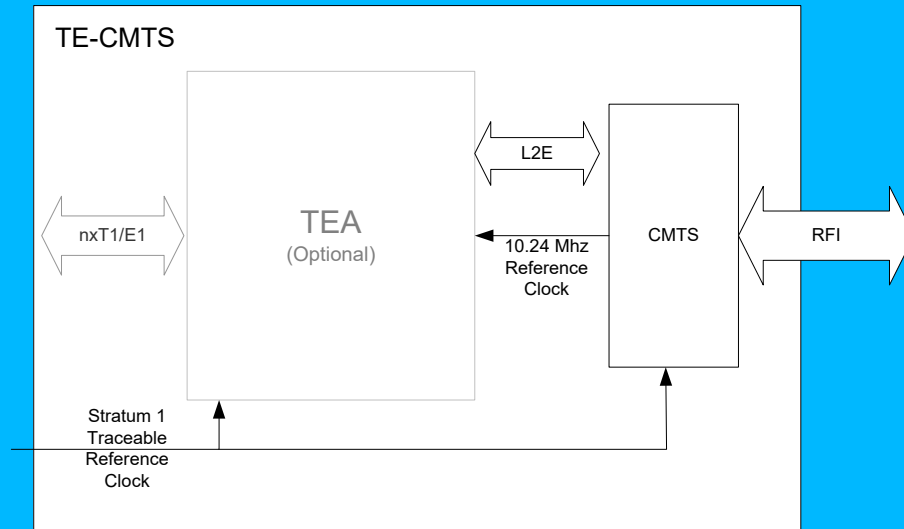 TE-CMTS
L2E
nxT1/E1
TEA
(Optional)
10.24 Mhz
Reference
Clock
CMTS
RFI
Stratum 1
Traceable
Reference
Clock